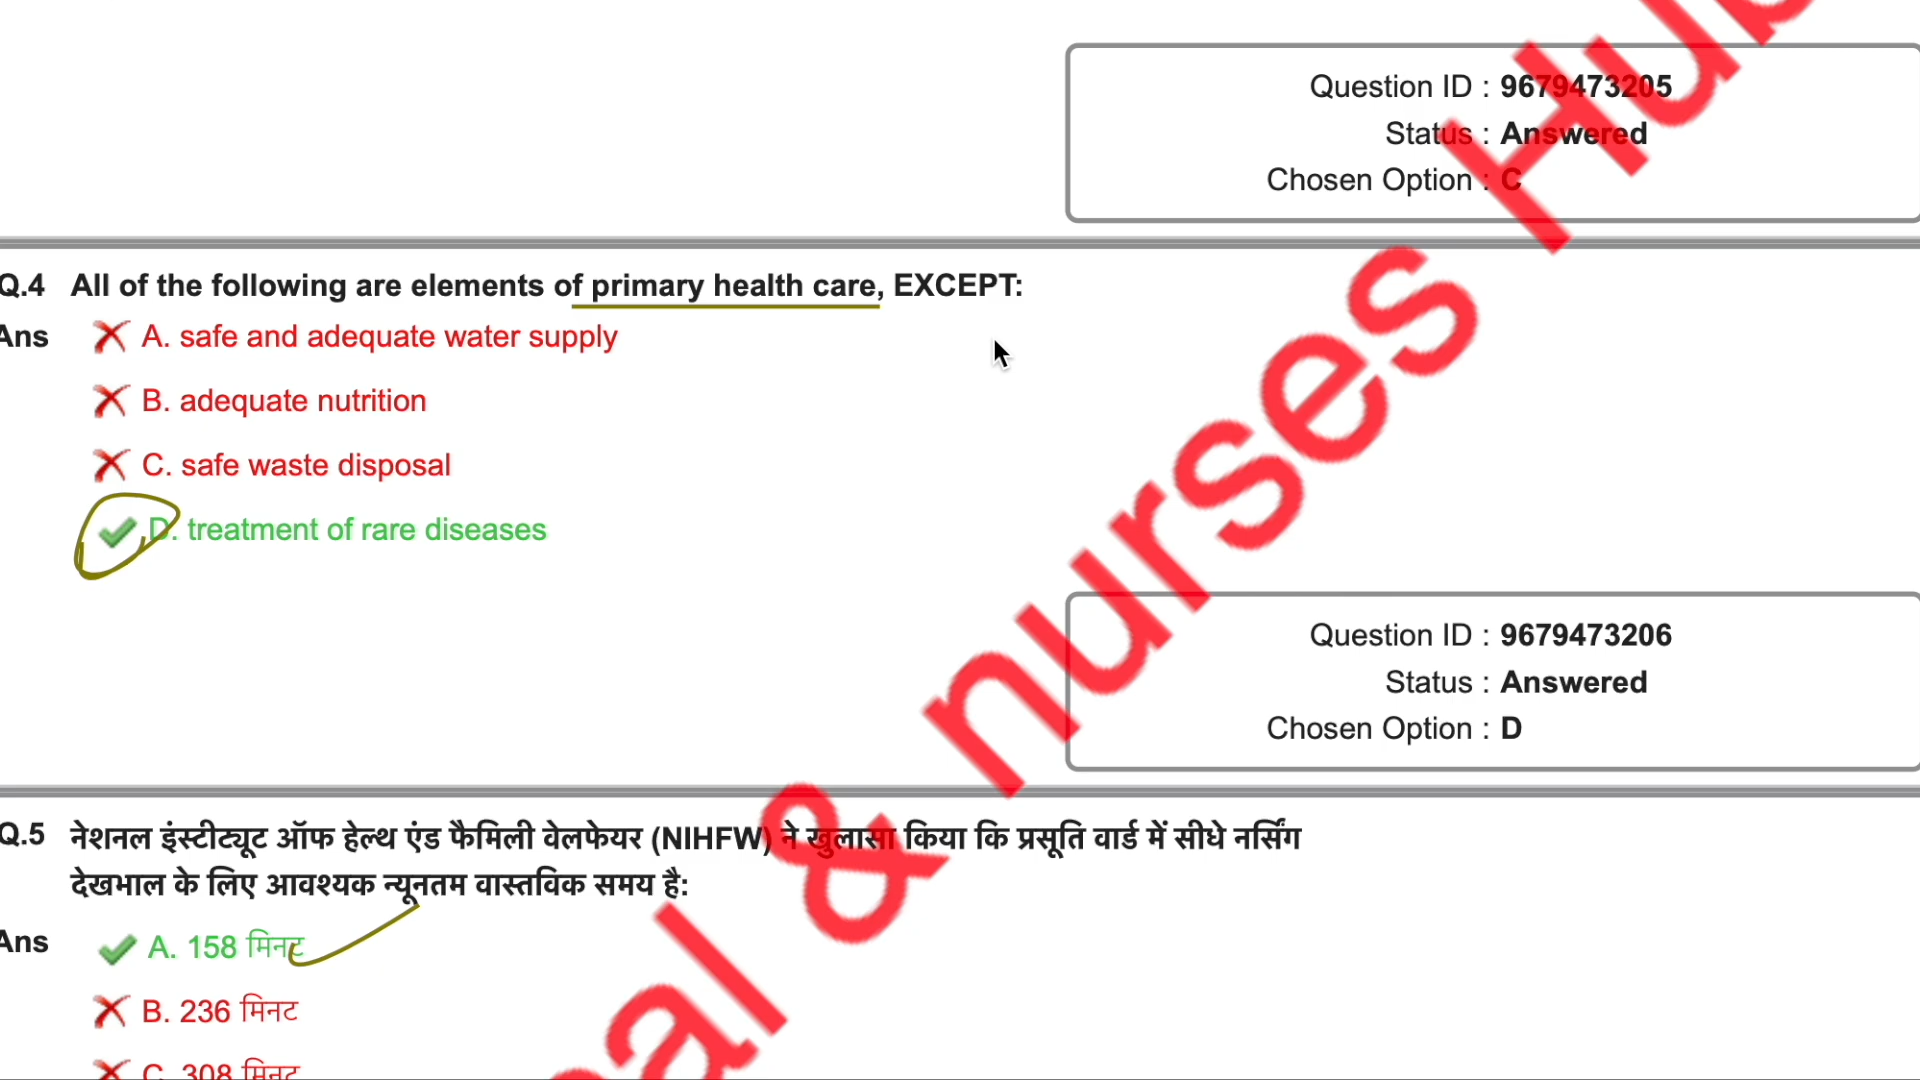 Question ID : 9679473205
Status : Answered
Chosen Option : C
Q.4 All of the following are elements of primary health care, EXCEPT:
Ans A. safe and adequate water supply
B. adequate nutrition
C. safe waste disposal
D. treatment of rare diseases
Question ID : 9679473206
Status : Answered
Chosen Option : D
Q.5 नेशनल इंस्टीट्यूट ऑफ हेल्थ एंड फैमिली वेलफेयर (NIHFW) ने खुलासा किया कि प्रसूति वार्ड में सीधे नर्सिंग
देखभाल के लिए आवश्यक न्यूनतम वास्तविक समय है:
Ans A. 158 मिनट
B. 236 मिनट
C. 308 मिनट
& nurses Hub